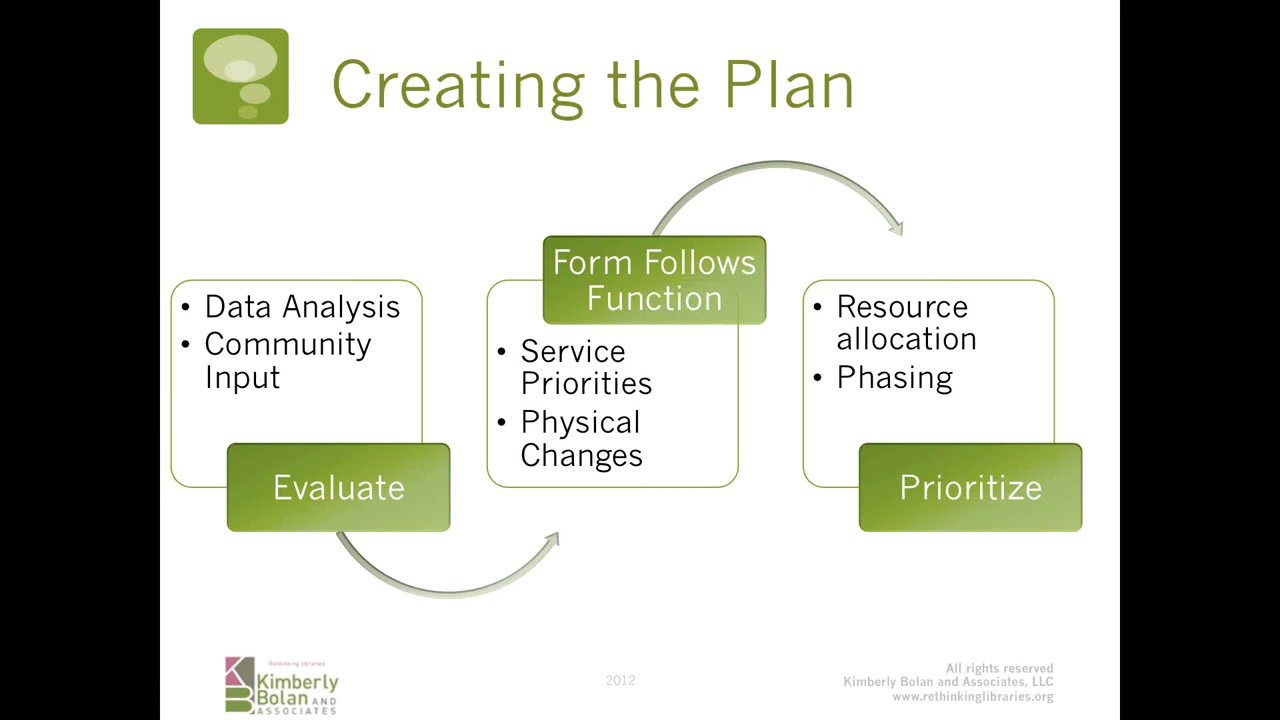 Creating the Plan
• Data Analysis
• Community
Input
Evaluate
Form Follows
Function
• Service
Priorities
• Physical
Changes
• Resource
allocation
• Phasing
Prioritize
Rethinking libraries
Kimberly
Bolan AND
ASSOCIATES
2012
All rights reserved
Kimberly Bolan and Associates, LLC
www.rethinkinglibraries.org